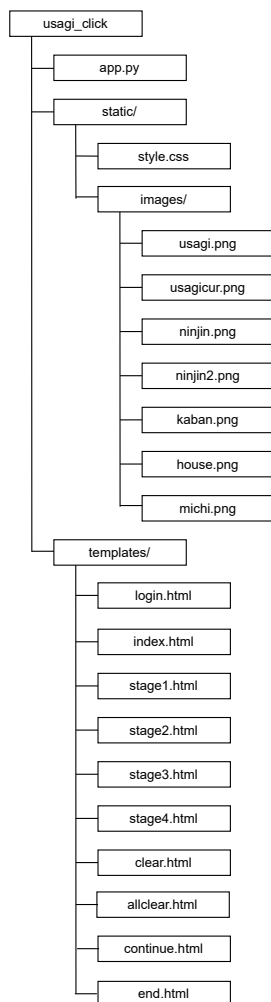 usagi_click
app.py
static/
style.css
images/
usagi.png
usagicur.png
ninjin.png
ninjin2.png
kaban.png
house.png
michi.png
templates/
login.html
index.html
stage1.html
stage2.html
stage3.html
stage4.html
clear.html
allclear.html
continue.html
end.html